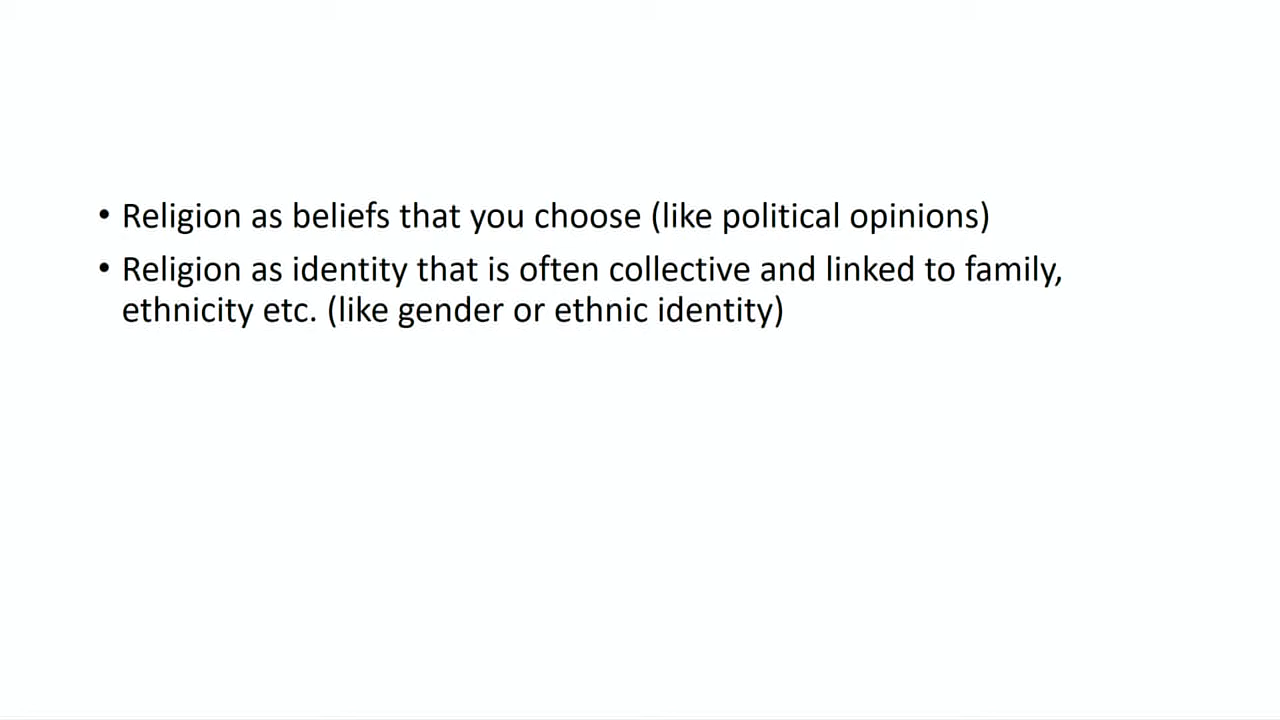 • Religion as beliefs that you choose (like political opinions)
• Religion as identity that is often collective and linked to family,
ethnicity etc. (like gender or ethnic identity)